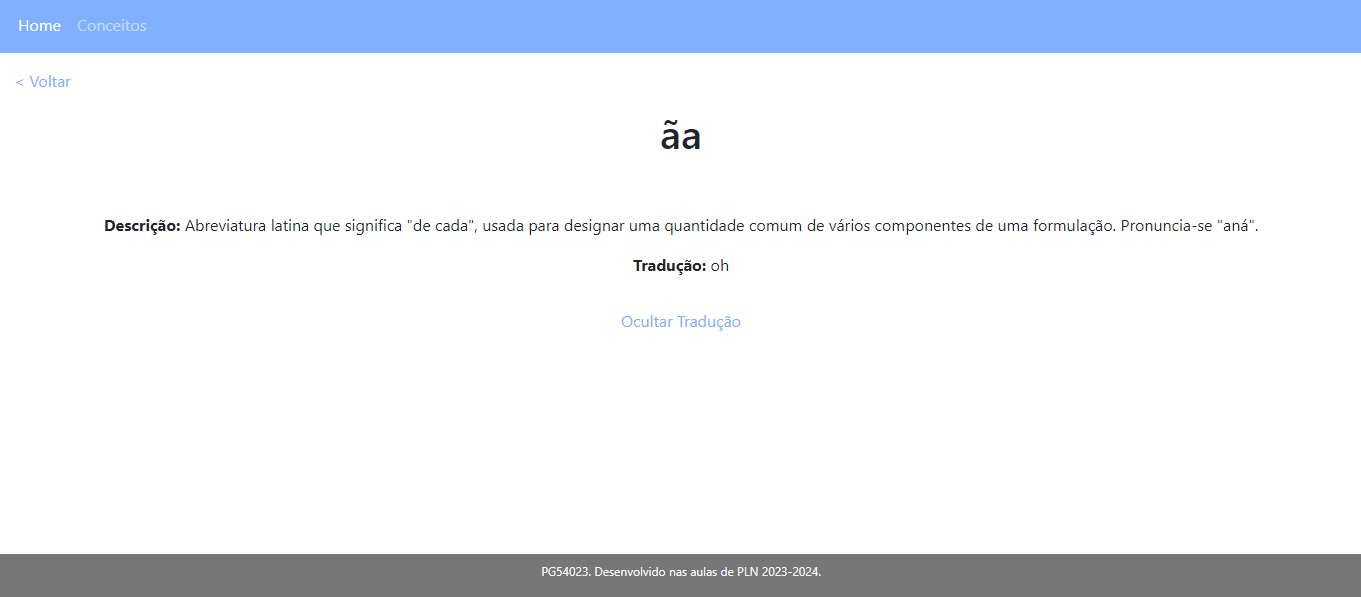 Home Conceitos
< Voltar
ãa
Descrição: Abreviatura latina que significa "de cada", usada para designar uma quantidade comum de vários componentes de uma formulação. Pronuncia-se "aná".
Tradução: oh
Ocultar Tradução
PG54023. Desenvolvido nas aulas de PLN 2023-2024.